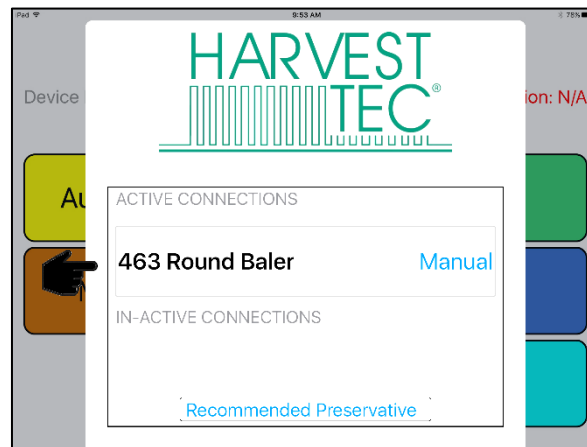 iPad 9:53 AM 78%
HARVEST
TEC®
Device ion: N/A
Au
ACTIVE CONNECTIONS
463 Round Baler Manual
IN-ACTIVE CONNECTIONS
Recommended Preservative